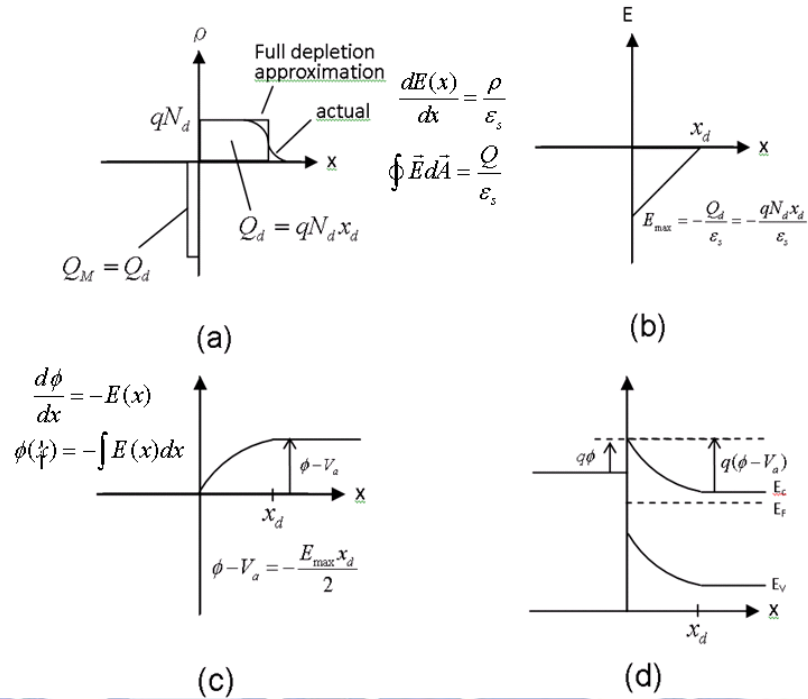 ρ
Full depletion
approximation
actual
qN_d
x
Q_d = qN_d x_d
Q_M = Q_d
(a)
dE(x)/dx = ρ/ε_s
∮ E⃗dA⃗ = Q/ε_s
E
x_d
x
E_max = −Q_d/ε_s = −qN_d x_d/ε_s
(b)
dϕ/dx = −E(x)
ϕ(x) = −∫ E(x)dx
ϕ−V_a
x
x_d
ϕ−V_a = −E_max x_d/2
(c)
qϕ
q(ϕ−V_a)
E_c
E_F
E_V
x
x_d
(d)